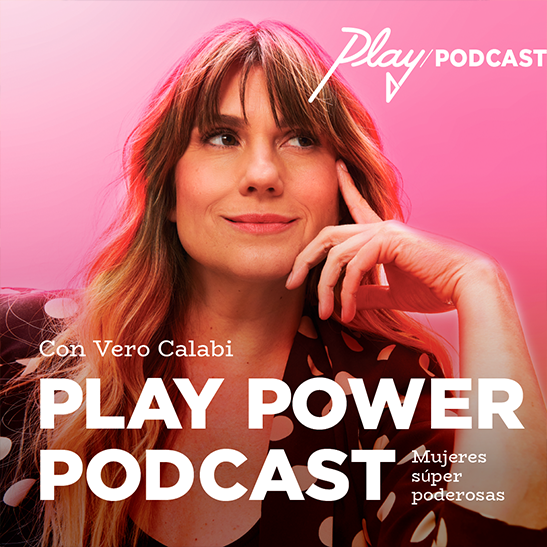 Play/PODCAST
Con Vero Calabi
PLAY POWER
PODCAST
Mujeres
súper
poderosas